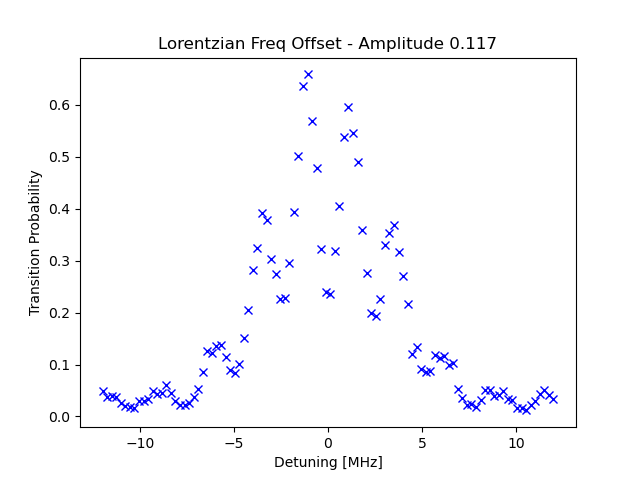 Lorentzian Freq Offset - Amplitude 0.117
Transition Probability
0.6
0.5
0.4
0.3
0.2
0.1
0.0
−10 −5 0 5 10
Detuning [MHz]